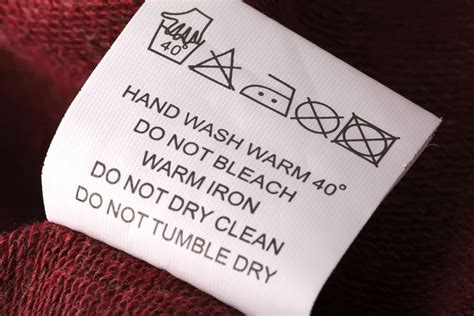 40°
HAND WASH WARM 40°
DO NOT BLEACH
WARM IRON
DO NOT DRY CLEAN
DO NOT TUMBLE DRY